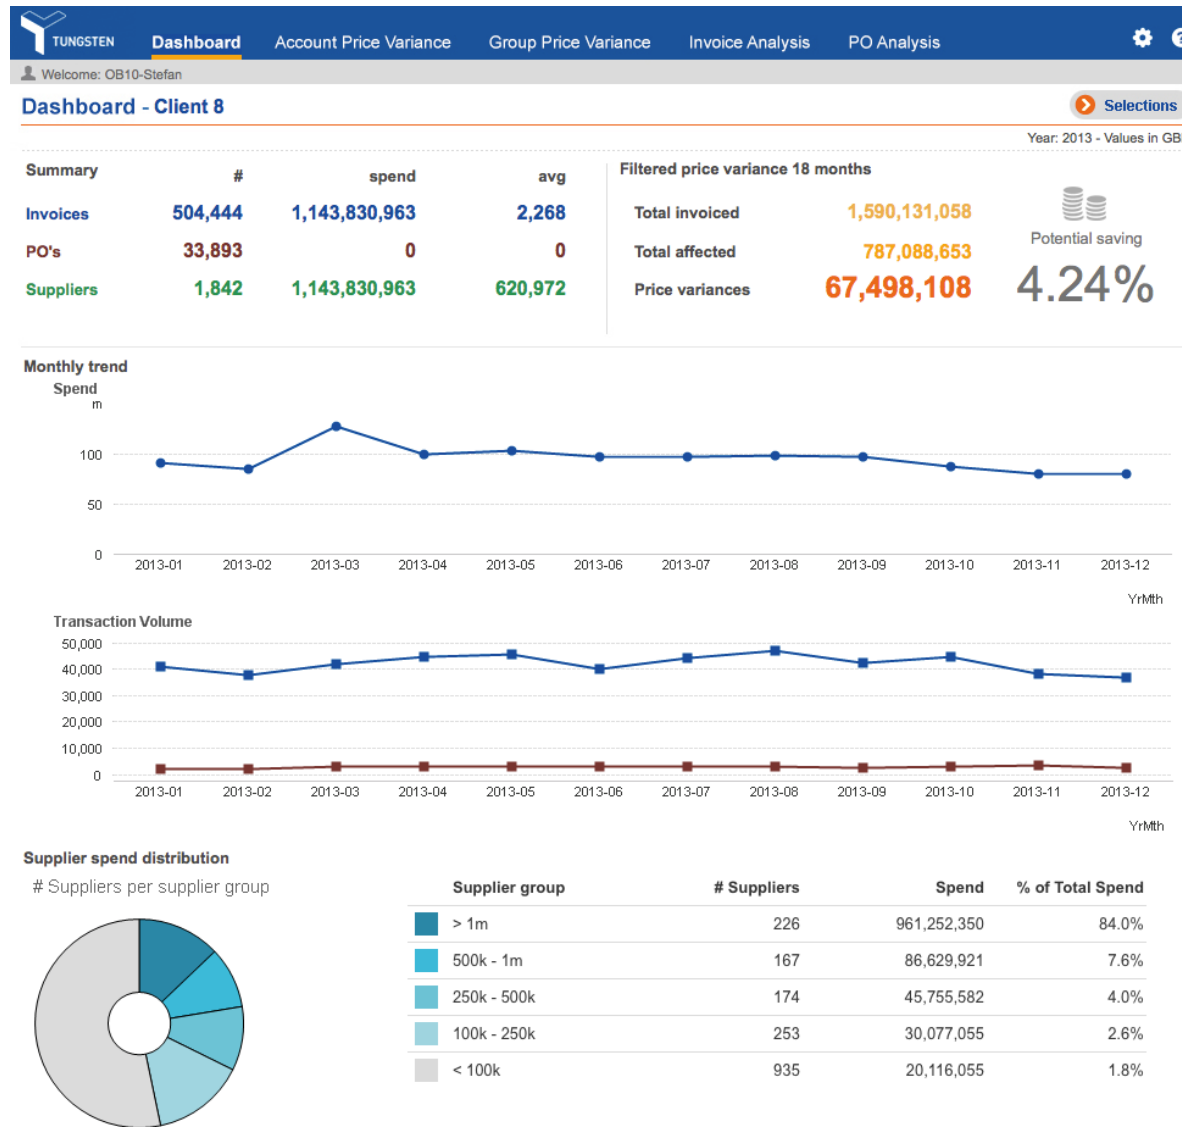 TUNGSTEN Dashboard Account Price Variance Group Price Variance Invoice Analysis PO Analysis
Welcome: OB10-Stefan
Dashboard - Client 8 Selections
Year: 2013 - Values in GB
Summary # spend avg
Invoices 504,444 1,143,830,963 2,268
PO's 33,893 0 0
Suppliers 1,842 1,143,830,963 620,972
Filtered price variance 18 months
Total invoiced 1,590,131,058
Total affected 787,088,653
Price variances 67,498,108
Potential saving
4.24%
Monthly trend
Spend
m
100
50
0
2013-01 2013-02 2013-03 2013-04 2013-05 2013-06 2013-07 2013-08 2013-09 2013-10 2013-11 2013-12
YrMth
Transaction Volume
50,000
40,000
30,000
20,000
10,000
0
2013-01 2013-02 2013-03 2013-04 2013-05 2013-06 2013-07 2013-08 2013-09 2013-10 2013-11 2013-12
YrMth
Supplier spend distribution
# Suppliers per supplier group
Supplier group # Suppliers Spend % of Total Spend
> 1m 226 961,252,350 84.0%
500k - 1m 167 86,629,921 7.6%
250k - 500k 174 45,755,582 4.0%
100k - 250k 253 30,077,055 2.6%
< 100k 935 20,116,055 1.8%